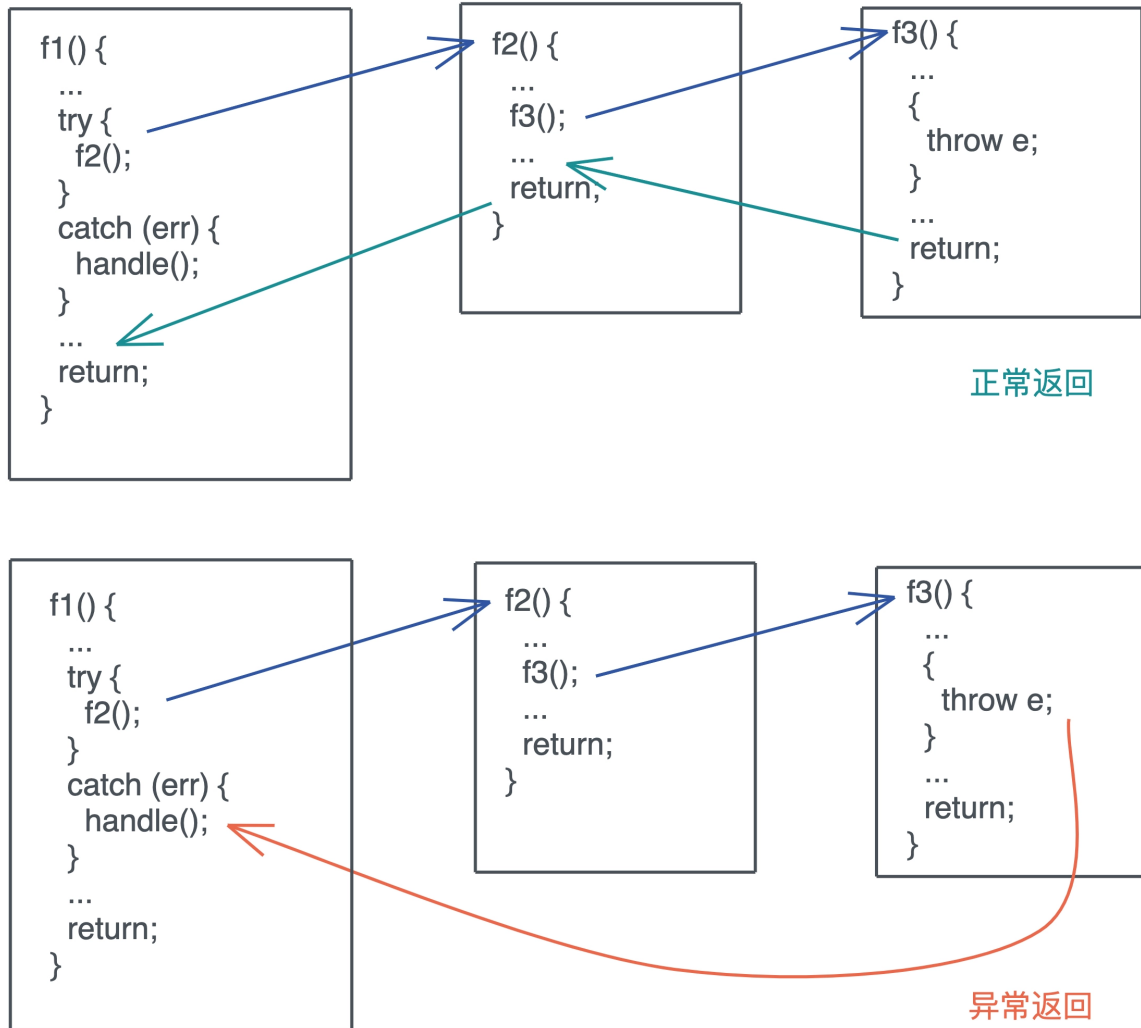 f1() {
...
try {
f2();
}
catch (err) {
handle();
}
...
return;
}
f2() {
...
f3();
...
return;
}
f3() {
...
{
throw e;
}
...
return;
}
正常返回
f1() {
...
try {
f2();
}
catch (err) {
handle();
}
...
return;
}
f2() {
...
f3();
...
return;
}
f3() {
...
{
throw e;
}
...
return;
}
异常返回